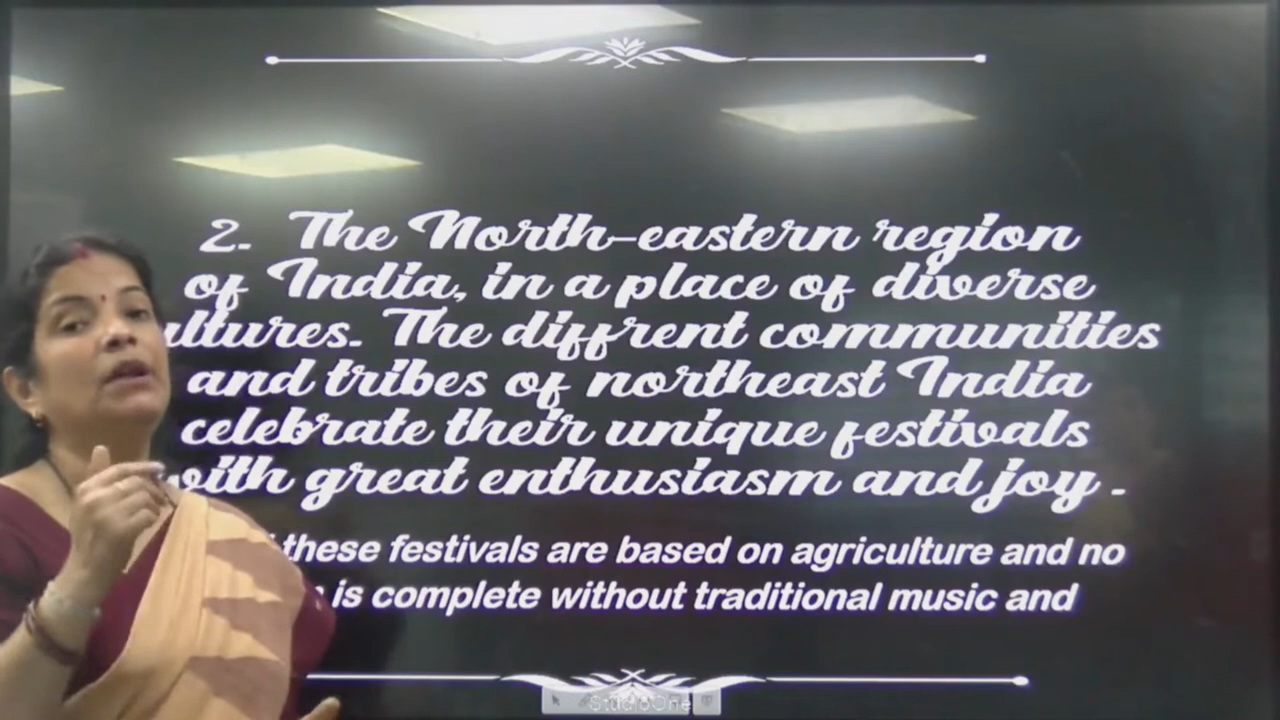 2. The North-eastern region
of India, in a place of diverse
ultures. The diffrent communities
and tribes of northeast India
celebrate their unique festivals
with great enthusiasm and joy .
these festivals are based on agriculture and no
is complete without traditional music and
StudioOne